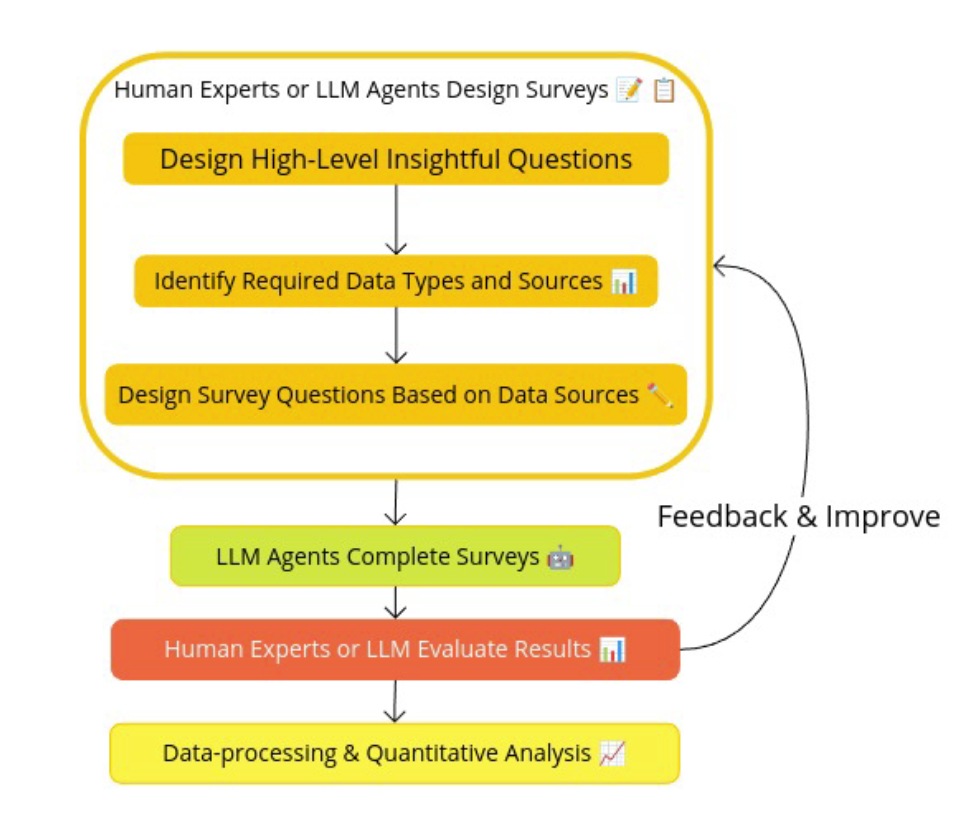 Human Experts or LLM Agents Design Surveys 📝 📋
Design High-Level Insightful Questions
Identify Required Data Types and Sources 📊
Design Survey Questions Based on Data Sources ✏️
Feedback & Improve
LLM Agents Complete Surveys 🤖
Human Experts or LLM Evaluate Results 📊
Data-processing & Quantitative Analysis 📈